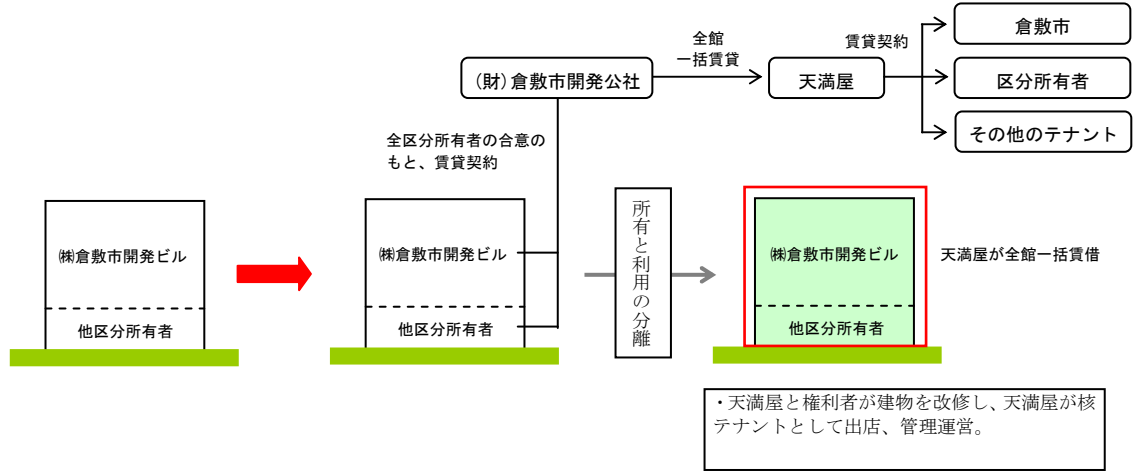 全館
一括賃貸
賃貸契約
(財)倉敷市開発公社
天満屋
倉敷市
区分所有者
その他のテナント
全区分所有者の合意の
もと、賃貸契約
㈱倉敷市開発ビル
他区分所有者
㈱倉敷市開発ビル
他区分所有者
所有と利用の分離
㈱倉敷市開発ビル
他区分所有者
天満屋が全館一括賃借
・天満屋と権利者が建物を改修し、天満屋が核
テナントとして出店、管理運営。